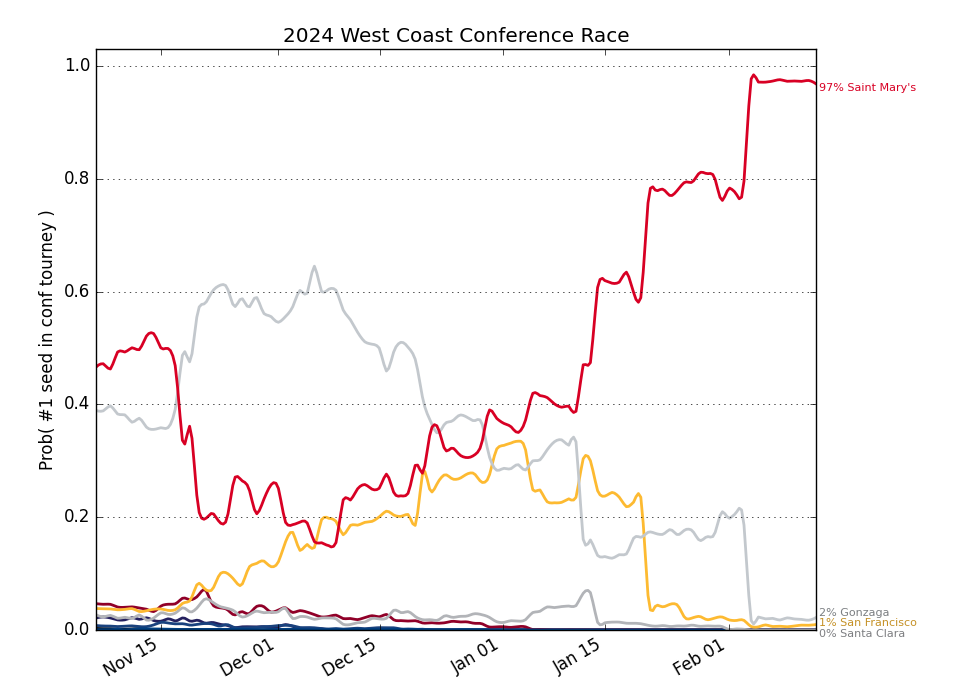 2024 West Coast Conference Race
Prob( #1 seed in conf tourney )
1.0
0.8
0.6
0.4
0.2
0.0
Nov 15
Dec 01
Dec 15
Jan 01
Jan 15
Feb 01
97% Saint Mary's
2% Gonzaga
1% San Francisco
0% Santa Clara